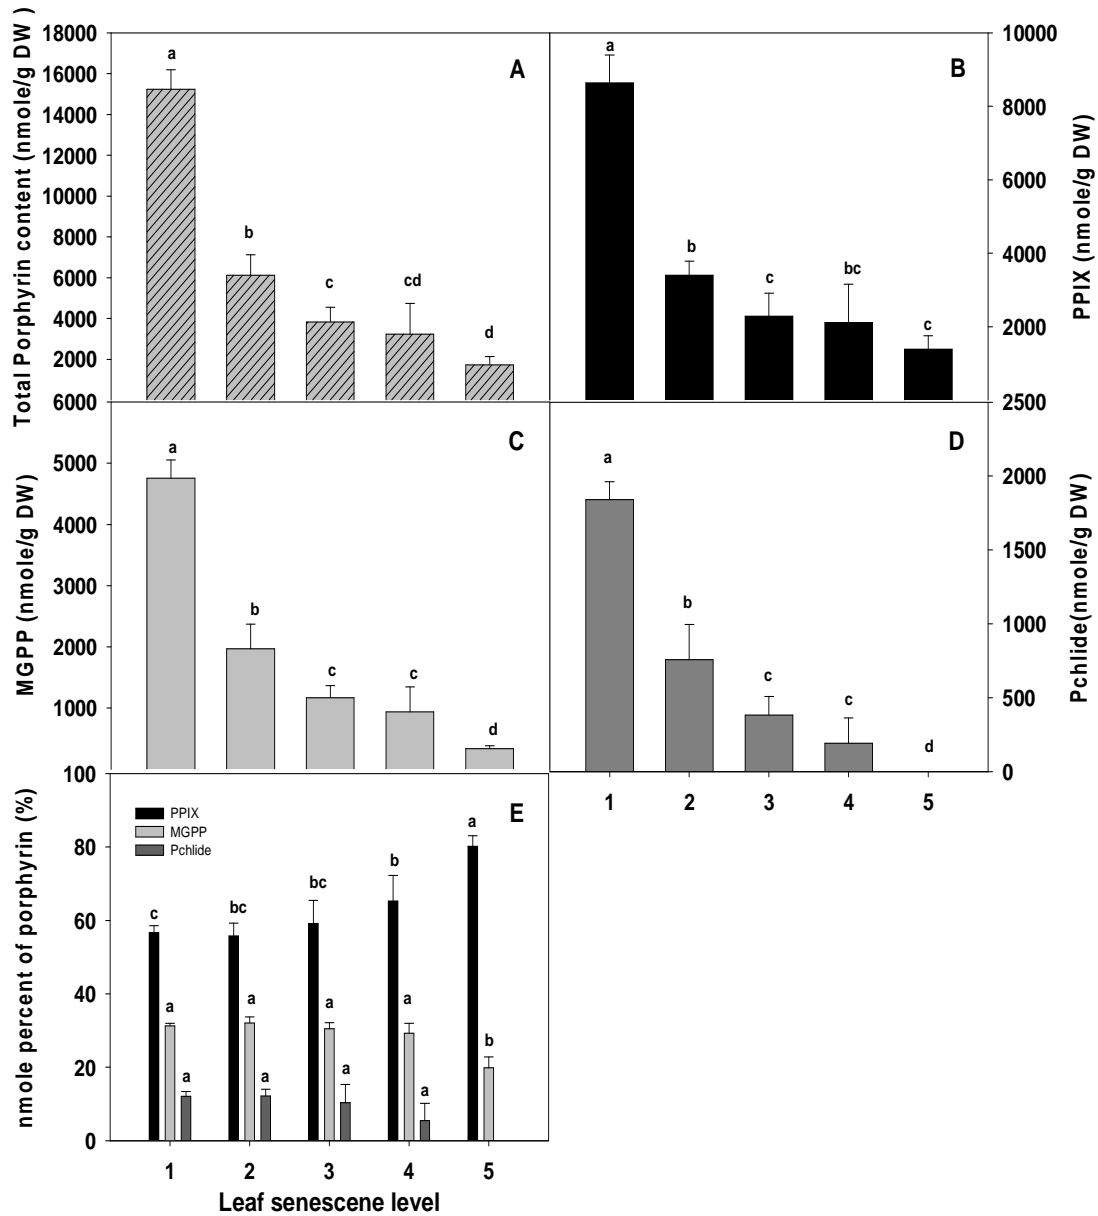 18000
16000
14000
12000
10000
8000
6000
4000
2000
Total Porphyrin content (nmole/g DW )
a
b
c
cd
d
A
10000
8000
6000
4000
2000
PPIX (nmole/g DW)
a
b
c
bc
c
B
6000
5000
4000
3000
2000
1000
MGPP (nmole/g DW)
a
b
c
c
d
C
2500
2000
1500
1000
500
0
Pchlide(nmole/g DW)
a
b
c
c
d
D
1 2 3 4 5
100
80
60
40
20
0
nmole percent of porphyrin (%)
PPIX
MGPP
Pchlide
E
c a a
bc a a
bc a a
b a a
a b
1 2 3 4 5
Leaf senescene level